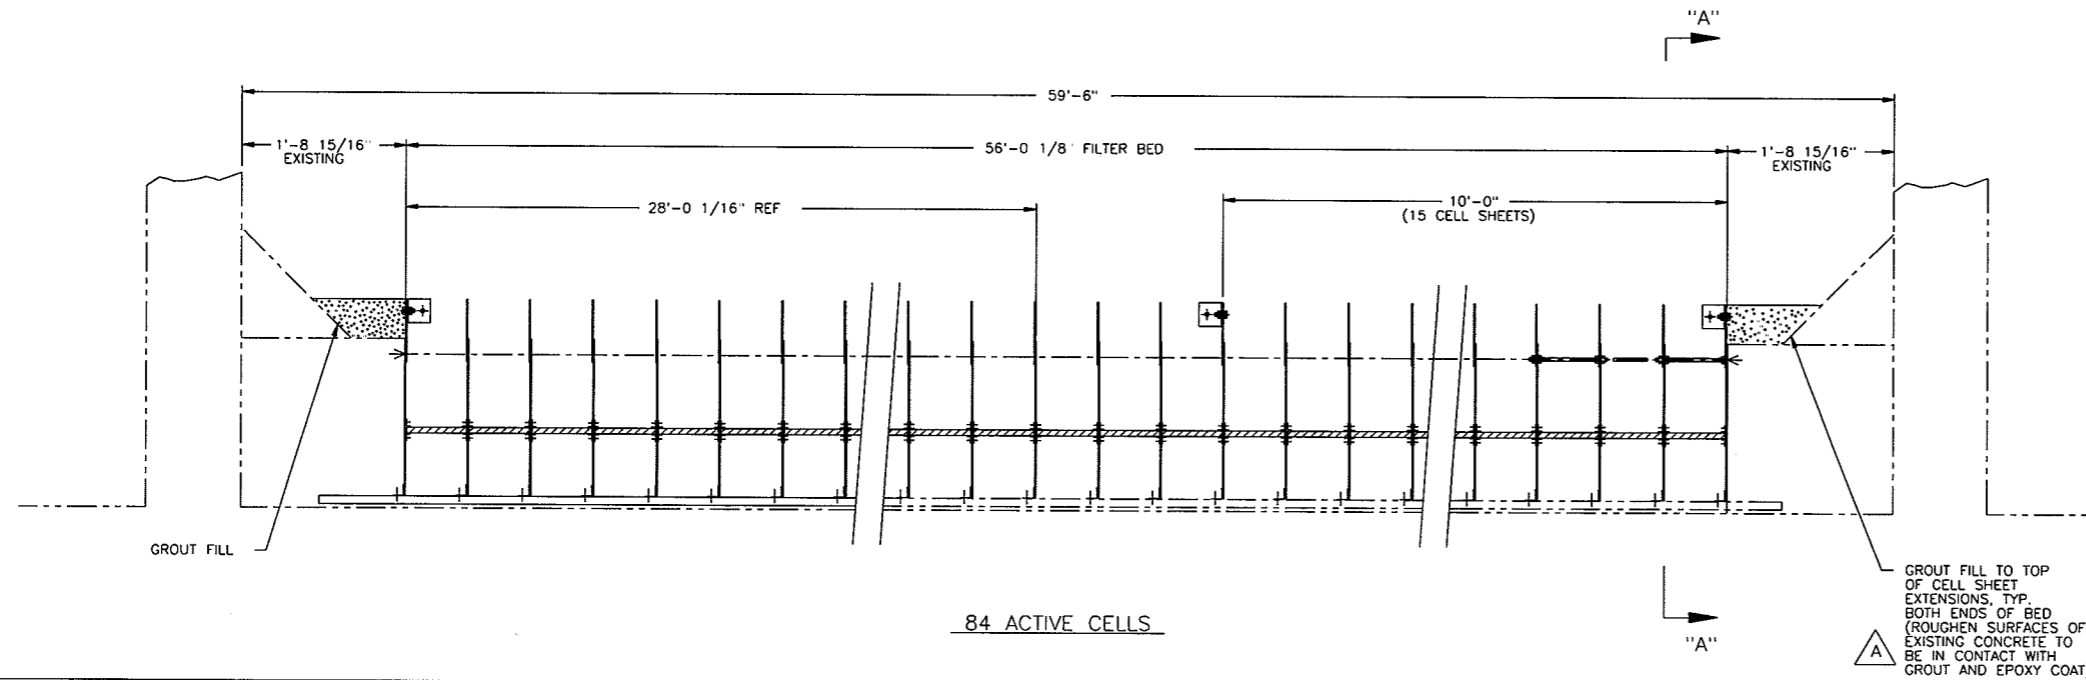 "A"
59'-6"
1'-8 15/16"
EXISTING
56'-0 1/8" FILTER BED
1'-8 15/16"
EXISTING
28'-0 1/16" REF
10'-0"
(15 CELL SHEETS)
GROUT FILL
84 ACTIVE CELLS
"A"
GROUT FILL TO TOP
OF CELL SHEET
EXTENSIONS, TYP.
BOTH ENDS OF BED
(ROUGHEN SURFACES OF
EXISTING CONCRETE TO
A BE IN CONTACT WITH
GROUT AND EPOXY COAT